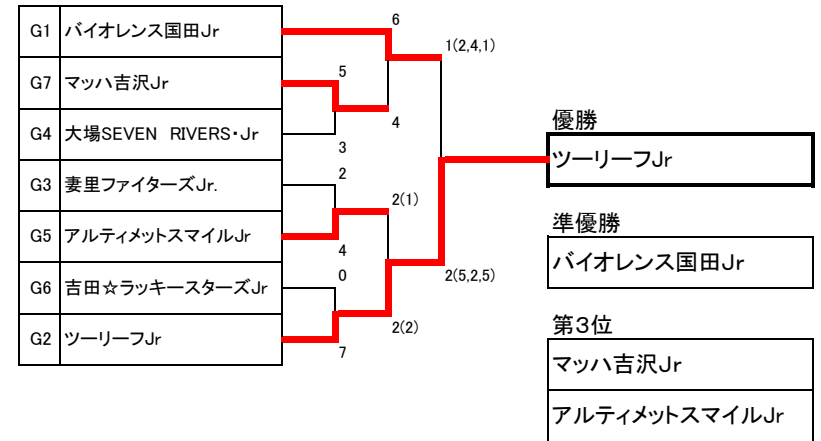 G1 バイオレンス国田Jr
G7 マッハ吉沢Jr
G4 大場SEVEN RIVERS・Jr
G3 妻里ファイターズJr.
G5 アルティメットスマイルJr
G6 吉田☆ラッキースターズJr
G2 ツーリーフJr
5
3
2
4
0
7
6
4
2(1)
2(2)
1(2,4,1)
2(5,2,5)
優勝
ツーリーフJr
準優勝
バイオレンス国田Jr
第3位
マッハ吉沢Jr
アルティメットスマイルJr